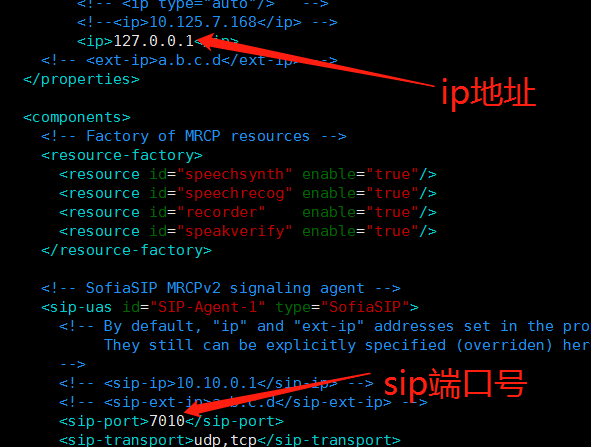 <!-- <ip type="auto"/>   -->
<!--<ip>10.125.7.168</ip> -->
<ip>127.0.0.1</ip>
<!-- <ext-ip>a.b.c.d</ext-ip> -->
ip地址
</properties>
<components>
<!-- Factory of MRCP resources -->
<resource-factory>
<resource id="speechsynth" enable="true"/>
<resource id="speechrecog" enable="true"/>
<resource id="recorder"    enable="true"/>
<resource id="speakverify" enable="true"/>
</resource-factory>
<!-- SofiaSIP MRCPv2 signaling agent -->
<sip-uas id="SIP-Agent-1" type="SofiaSIP">
<!-- By default, "ip" and "ext-ip" addresses set in the pro
They still can be explicitly specified (overriden) her
-->
<!-- <sip-ip>10.10.0.1</sip-ip> -->
sip端口号
<!-- <sip-ext-ip>a.b.c.d</sip-ext-ip> -->
<sip-port>7010</sip-port>
<sip-transport>udp,tcp</sip-transport>